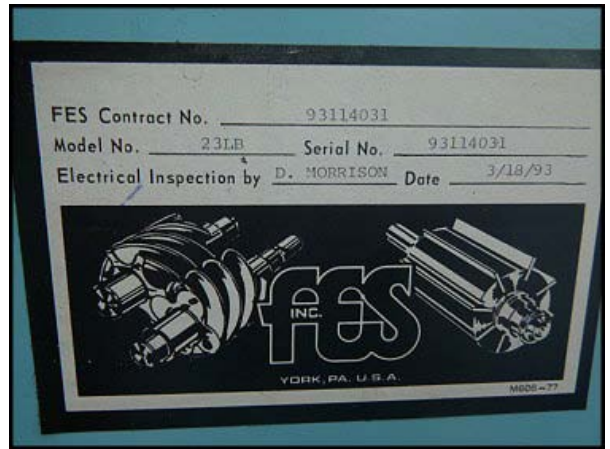 FES Contract No. 93114031
Model No. 23LB Serial No. 93114031
Electrical Inspection by D. MORRISON Date 3/18/93
FES
INC.
YORK, PA. U.S.A.
M606-77